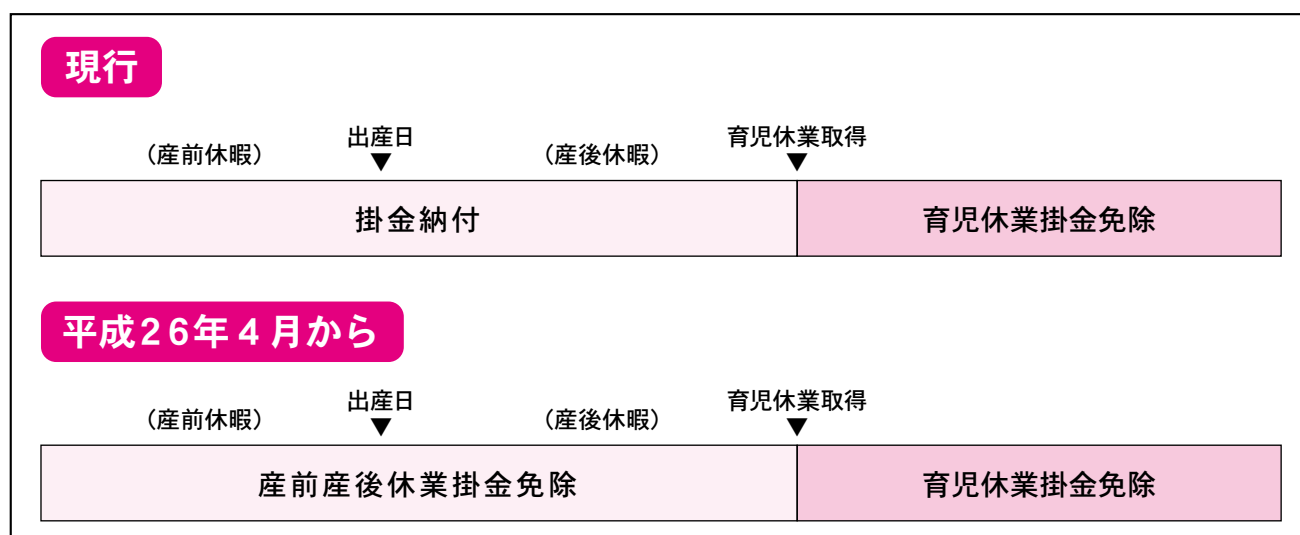 現行
出産日
育児休業取得
（産前休暇）
（産後休暇）
▼
▼
掛金納付
育児休業掛金免除
平成26年４月から
出産日
育児休業取得
（産前休暇）
（産後休暇）
▼
▼
産前産後休業掛金免除
育児休業掛金免除